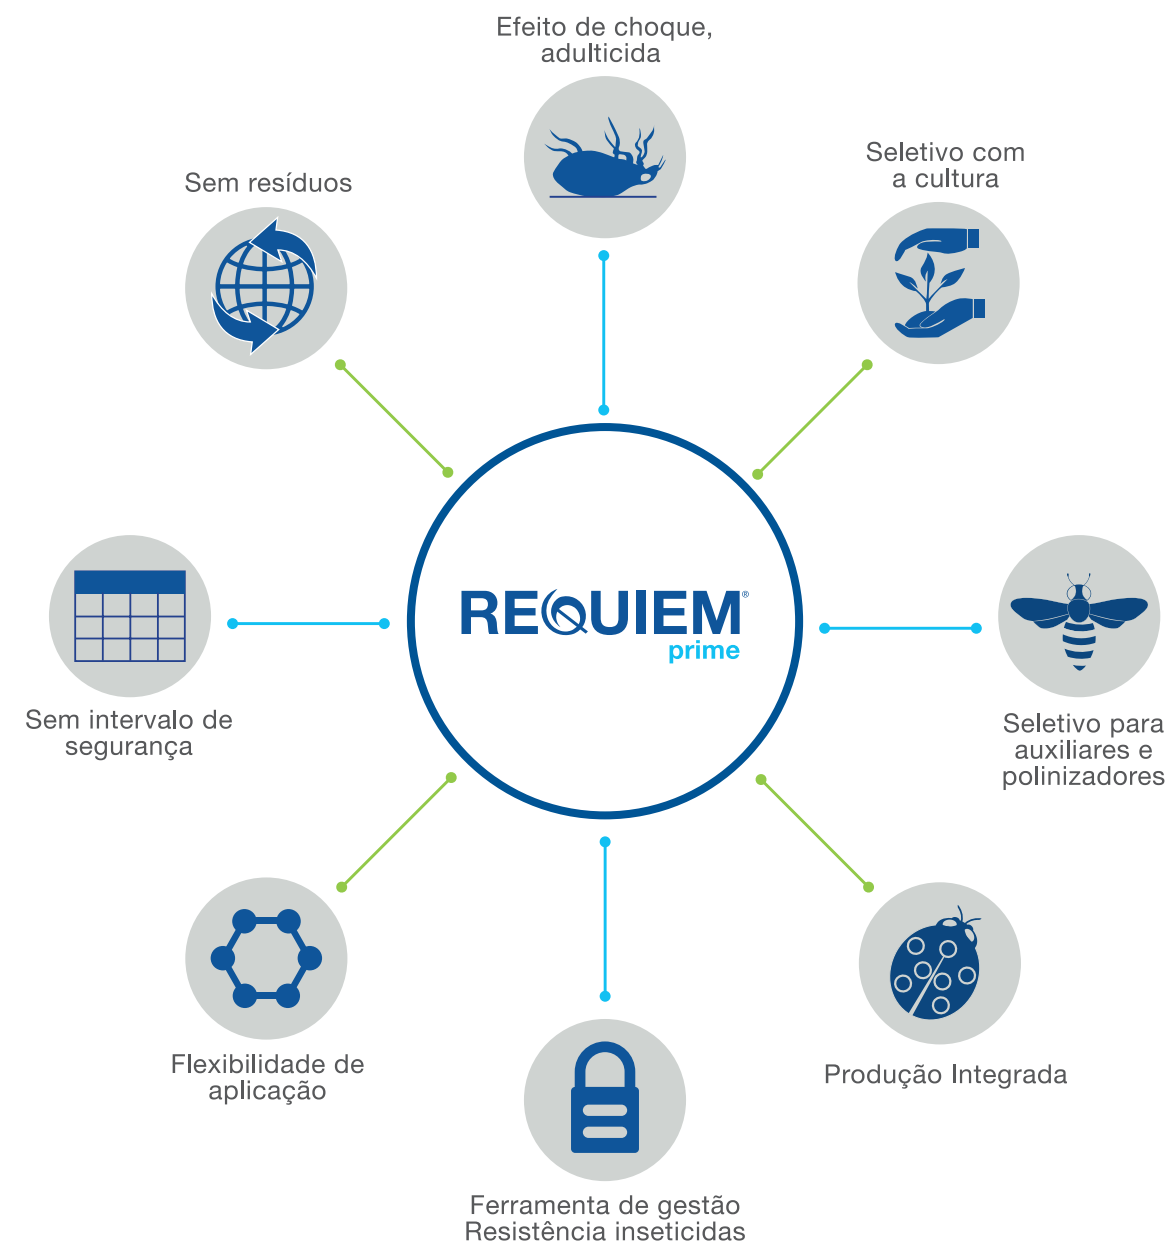 Efeito de choque,
adulticida
Seletivo com
a cultura
Sem resíduos
REQUIEM®
prime
Sem intervalo de
segurança
Seletivo para
auxiliares e
polinizadores
Flexibilidade de
aplicação
Produção Integrada
Ferramenta de gestão
Resistência inseticidas